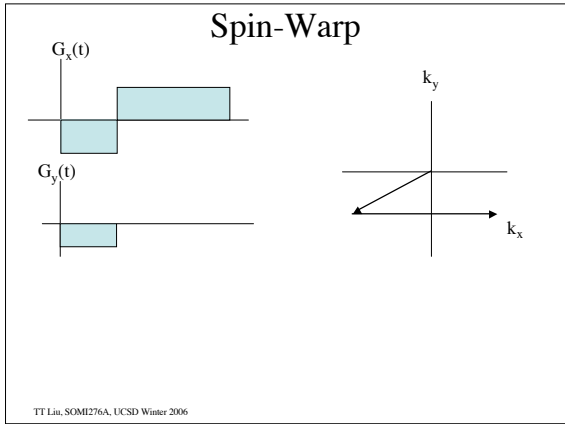 Spin-Warp
Gx(t)
ky
Gy(t)
kx
TT Liu, SOMI276A, UCSD Winter 2006